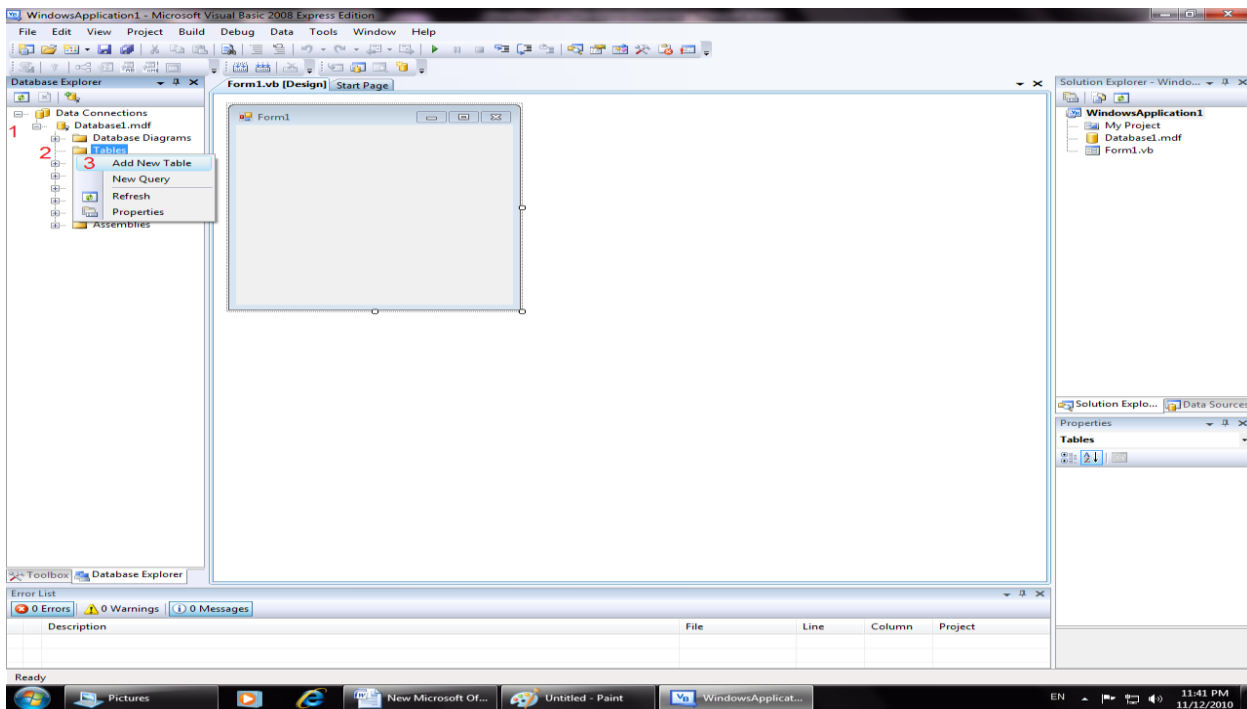 WindowsApplication1 - Microsoft Visual Basic 2008 Express Edition
File Edit View Project Build Debug Data Tools Window Help
Database Explorer
Form1.vb [Design] Start Page
Solution Explorer - Windo...
Data Connections
1 Database1.mdf
Database Diagrams
2 Tables
3 Add New Table
New Query
Refresh
Properties
Assemblies
Form1
WindowsApplication1
My Project
Database1.mdf
Form1.vb
Solution Explo... Data Sources
Properties
Tables
Toolbox Database Explorer
Error List
0 Errors 0 Warnings 0 Messages
Description File Line Column Project
Ready
Pictures New Microsoft Of... Untitled - Paint WindowsApplicat... EN 11:41 PM
11/12/2010